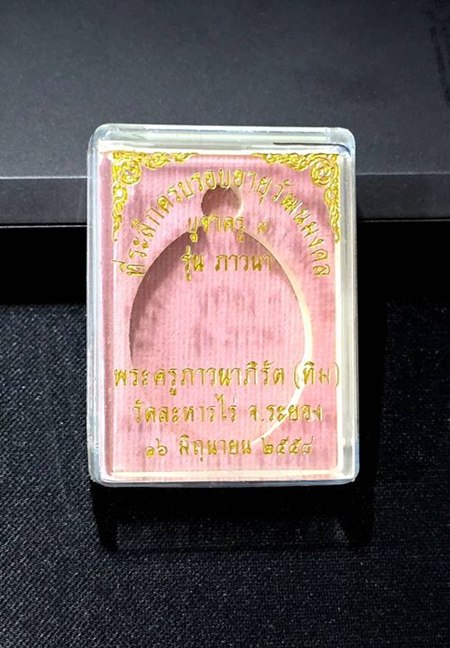 ที่ระลึกครบรอบอายุวัฒนมงคล
บูชาครู ๙
รุ่น ภาวนา
พระครูภาวนาภิรัต (ทิม)
วัดละหารไร่ จ.ระยอง
๑๖ มิถุนายน ๒๕๕๘